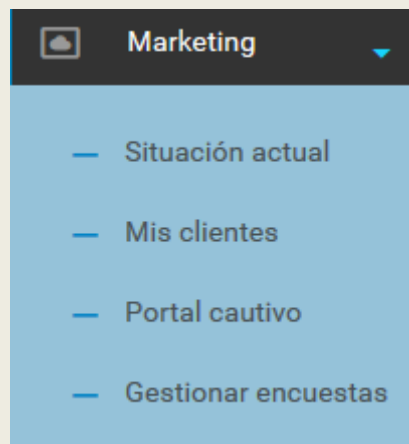 Marketing
Situación actual
Mis clientes
Portal cautivo
Gestionar encuestas